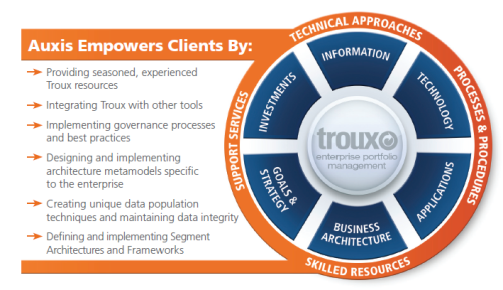 Auxis Empowers Clients By:
Providing seasoned, experienced
Troux resources
Integrating Troux with other tools
Implementing governance processes
and best practices
Designing and implementing
architecture metamodels specific
to the enterprise
Creating unique data population
techniques and maintaining data integrity
Defining and implementing Segment
Architectures and Frameworks
TECHNICAL APPROACHES
PROCESSES & PROCEDURES
SKILLED RESOURCES
SUPPORT SERVICES
INFORMATION
TECHNOLOGY
APPLICATIONS
BUSINESS
ARCHITECTURE
GOALS &
STRATEGY
INVESTMENTS
troux
enterprise portfolio
management